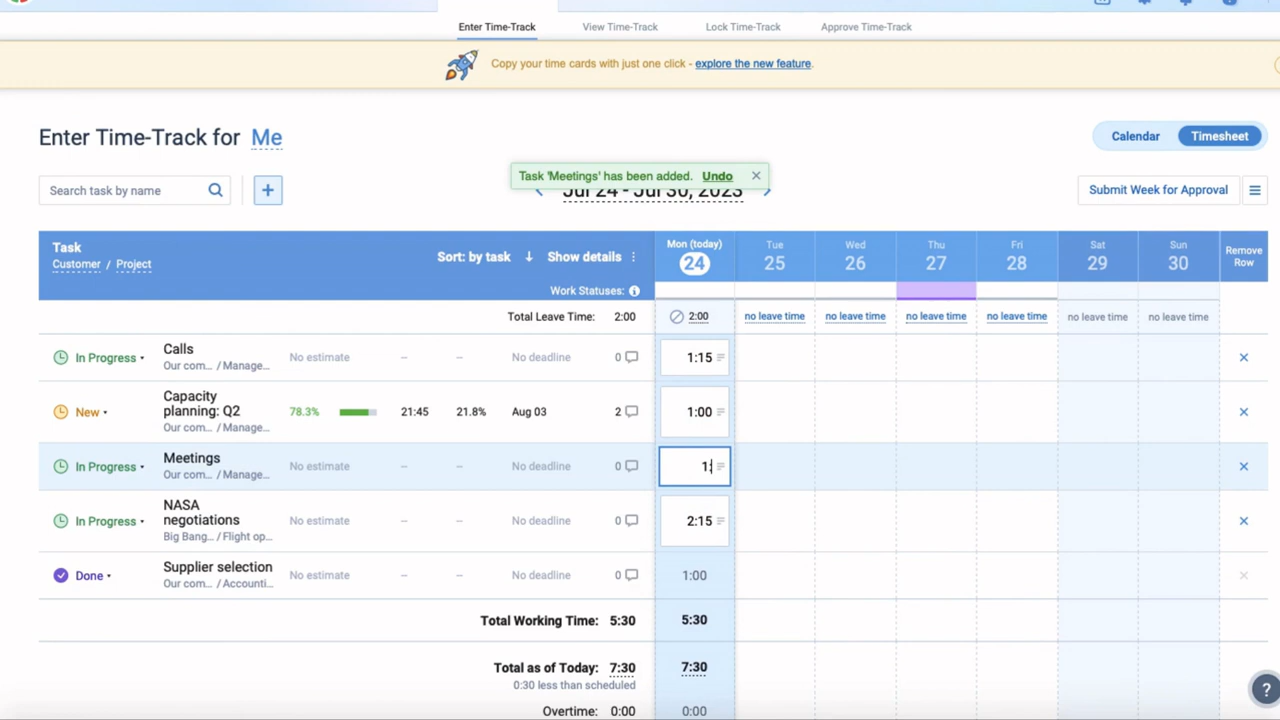 Enter Time-Track View Time-Track Lock Time-Track Approve Time-Track
Copy your time cards with just one click - explore the new feature.
Enter Time-Track for Me
Calendar Timesheet
Task 'Meetings' has been added. Undo
Search task by name
+
Jul 24 - Jul 30, 2023
Submit Week for Approval
Task
Customer / Project
Sort: by task ↓ Show details
Work Statuses:
Mon (today) Tue Wed Thu Fri Sat Sun
24 25 26 27 28 29 30
Remove
Row
Total Leave Time: 2:00 2:00 no leave time no leave time no leave time no leave time no leave time no leave time
In Progress Calls No estimate – – No deadline 0 1:15
Our com... / Manage...
New Capacity planning: Q2 78.3% 21:45 21.8% Aug 03 2 1:00
Our com... / Manage...
In Progress Meetings No estimate – – No deadline 0 1:
Our com... / Manage...
In Progress NASA negotiations No estimate – – No deadline 0 2:15
Big Bang... / Flight op...
Done Supplier selection No estimate – – No deadline 0 1:00
Our com... / Accounti...
Total Working Time: 5:30 5:30
Total as of Today: 7:30 7:30
0:30 less than scheduled
Overtime: 0:00 0:00
?